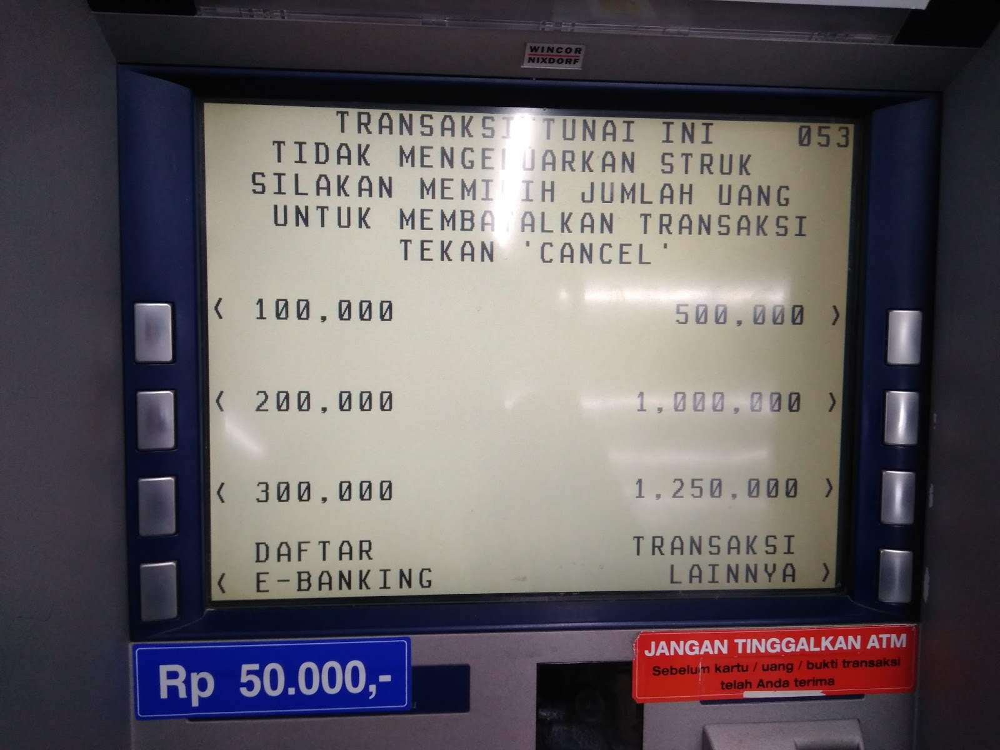 WINCOR
NIXDORF
TRANSAKSI TUNAI INI
053
TIDAK MENGELUARKAN STRUK
SILAKAN MEMILIH JUMLAH UANG
UNTUK MEMBATALKAN TRANSAKSI
TEKAN 'CANCEL'
< 100,000
500,000 >
< 200,000
1,000,000 >
< 300,000
1,250,000 >
DAFTAR
< E-BANKING
TRANSAKSI
LAINNYA >
Rp 50.000,-
JANGAN TINGGALKAN ATM
Sebelum kartu / uang / bukti transaksi
telah Anda terima